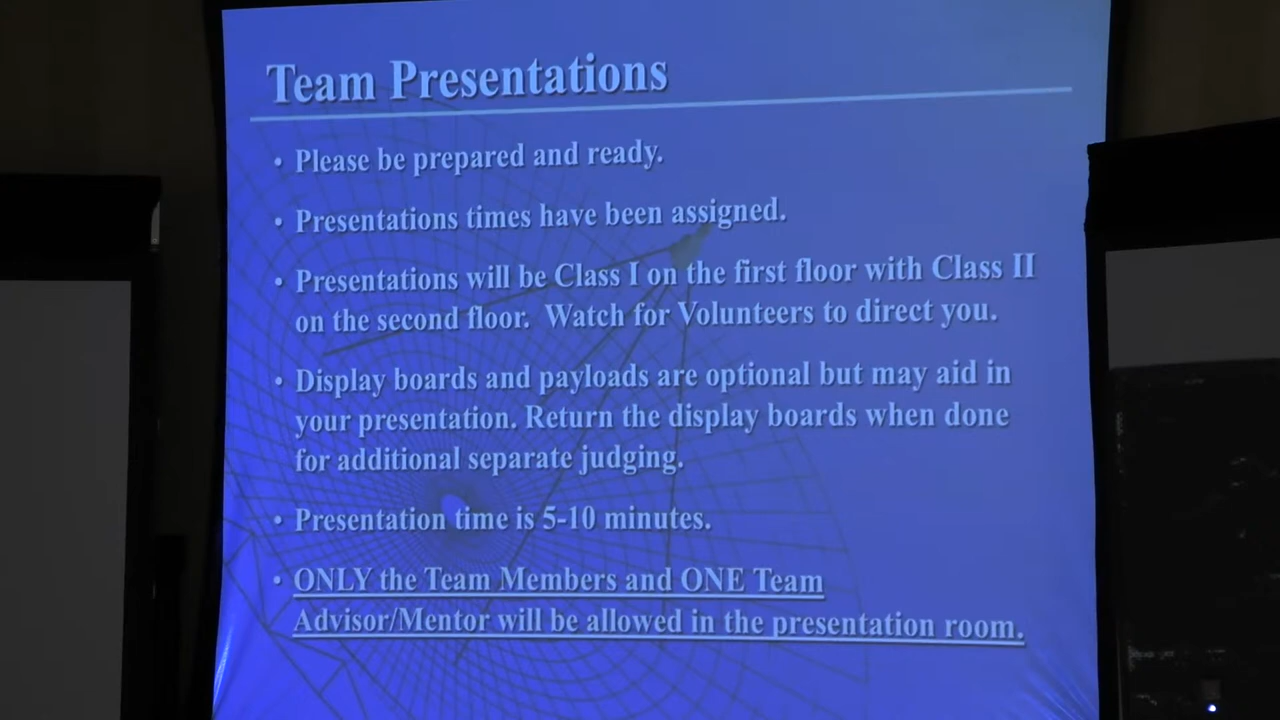 Team Presentations
• Please be prepared and ready.
• Presentations times have been assigned.
• Presentations will be Class I on the first floor with Class II
on the second floor.  Watch for Volunteers to direct you.
• Display boards and payloads are optional but may aid in
your presentation. Return the display boards when done
for additional separate judging.
• Presentation time is 5-10 minutes.
• ONLY the Team Members and ONE Team
Advisor/Mentor will be allowed in the presentation room.